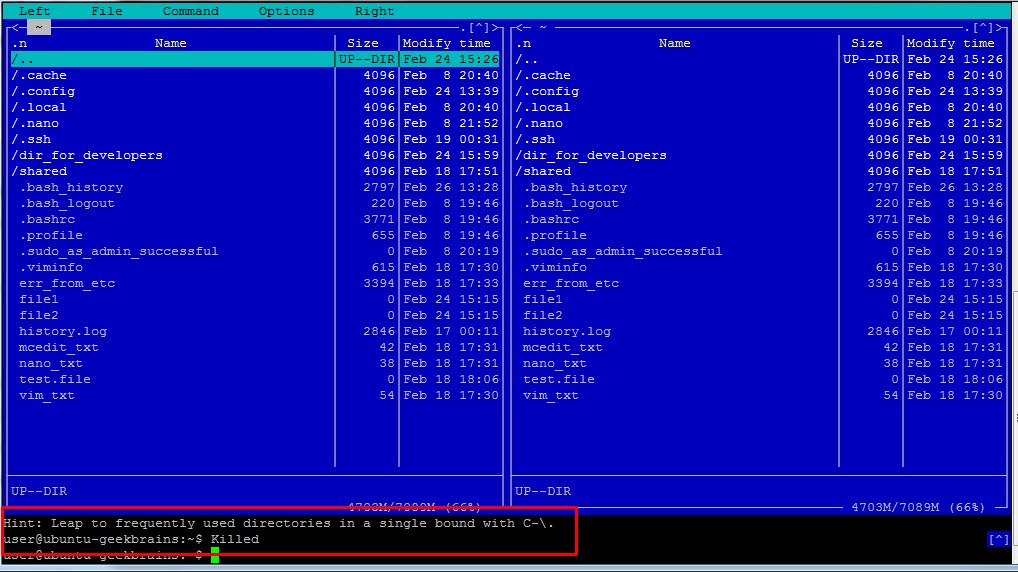 Left File Command Options Right
<─ ~ .[^]> <─ ~ .[^]>
.n Name Size Modify time .n Name Size Modify time
/.. UP--DIR Feb 24 15:26 /.. UP--DIR Feb 24 15:26
/.cache 4096 Feb 8 20:40 /.cache 4096 Feb 8 20:40
/.config 4096 Feb 24 13:39 /.config 4096 Feb 24 13:39
/.local 4096 Feb 8 20:40 /.local 4096 Feb 8 20:40
/.nano 4096 Feb 8 21:52 /.nano 4096 Feb 8 21:52
/.ssh 4096 Feb 19 00:31 /.ssh 4096 Feb 19 00:31
/dir_for_developers 4096 Feb 24 15:59 /dir_for_developers 4096 Feb 24 15:59
/shared 4096 Feb 18 17:51 /shared 4096 Feb 18 17:51
.bash_history 2797 Feb 26 13:28 .bash_history 2797 Feb 26 13:28
.bash_logout 220 Feb 8 19:46 .bash_logout 220 Feb 8 19:46
.bashrc 3771 Feb 8 19:46 .bashrc 3771 Feb 8 19:46
.profile 655 Feb 8 19:46 .profile 655 Feb 8 19:46
.sudo_as_admin_successful 0 Feb 8 20:19 .sudo_as_admin_successful 0 Feb 8 20:19
.viminfo 615 Feb 18 17:30 .viminfo 615 Feb 18 17:30
err_from_etc 3394 Feb 18 17:33 err_from_etc 3394 Feb 18 17:33
file1 0 Feb 24 15:15 file1 0 Feb 24 15:15
file2 0 Feb 24 15:15 file2 0 Feb 24 15:15
history.log 2846 Feb 17 00:11 history.log 2846 Feb 17 00:11
mcedit_txt 42 Feb 18 17:31 mcedit_txt 42 Feb 18 17:31
nano_txt 38 Feb 18 17:31 nano_txt 38 Feb 18 17:31
test.file 0 Feb 18 18:06 test.file 0 Feb 18 18:06
vim_txt 54 Feb 18 17:30 vim_txt 54 Feb 18 17:30
UP--DIR UP--DIR
4703M/7089M (66%) 4703M/7089M (66%)
Hint: Leap to frequently used directories in a single bound with C-\.
user@ubuntu-geekbrains:~$ Killed [^]
user@ubuntu-geekbrains:~$